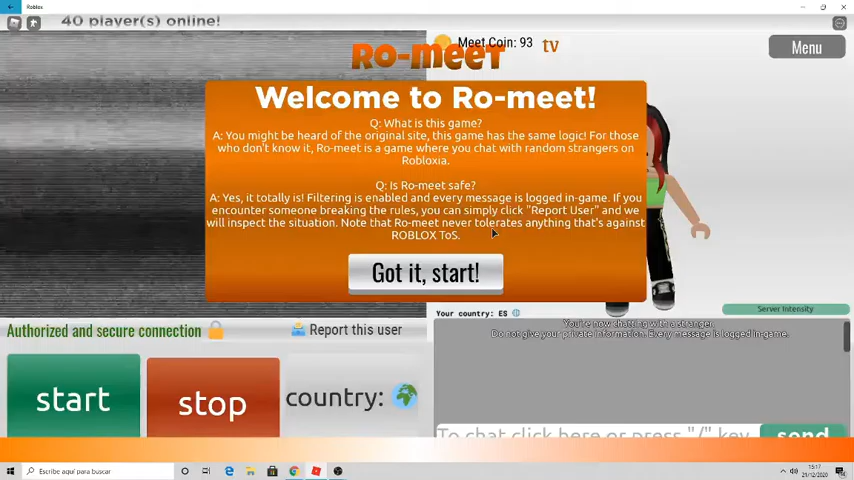 Roblox
40 player(s) online!
Meet Coin: 93 tv
Ro-meet
Menu
Welcome to Ro-meet!
Q: What is this game?
A: You might be heard of the original site, this game has the same logic! For those
who don't know it, Ro-meet is a game where you chat with random strangers on
Robloxia.
Q: Is Ro-meet safe?
A: Yes, it totally is! Filtering is enabled and every message is logged in-game. If you
encounter someone breaking the rules, you can simply click "Report User" and we
will inspect the situation. Note that Ro-meet never tolerates anything that's against
ROBLOX ToS.
Got it, start!
Your country: ES
Server Intensity
Authorized and secure connection
Report this user
You're now chatting with a stranger.
Do not give your private information. Every message is logged in-game.
start
stop
country:
To chat click here or press "/" key
send
Escribe aquí para buscar
15:17
21/12/2020